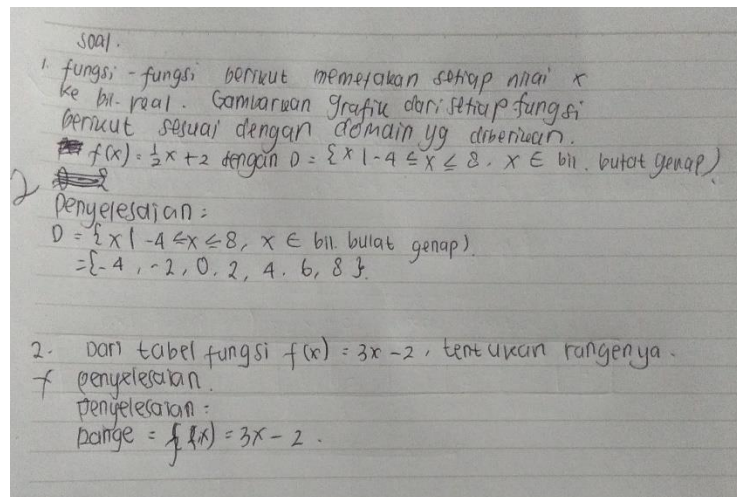 soal.
1. fungsi - fungsi berikut memetakan setiap nilai x
ke bil. real. Gambarkan grafik dari setiap fungsi
berikut sesuai dengan domain yg diberikan.
f(x) = ½x + 2 dengan D = {x | -4 ≤ x ≤ 8, x ∈ bil. bulat genap)
2
penyelesaian :
D = {x | -4 ≤ x ≤ 8, x ∈ bil. bulat genap)
= {-4, -2, 0, 2, 4. 6, 8}.
2. Dari tabel fungsi f(x) = 3x - 2, tentukan rangenya.
penyelesaian.
penyelesaian :
Range = f(x) = 3x - 2.